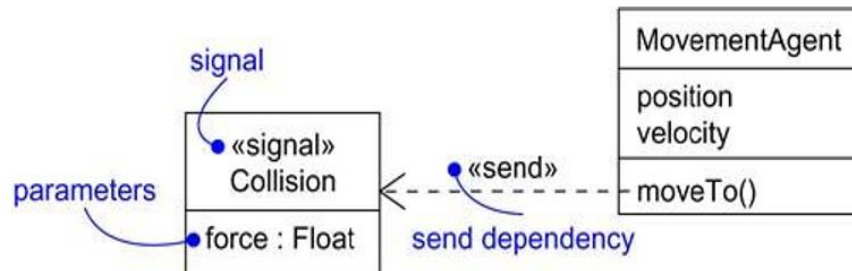 signal
MovementAgent
position
velocity
«signal»
Collision
«send»
parameters
moveTo()
force : Float
send dependency